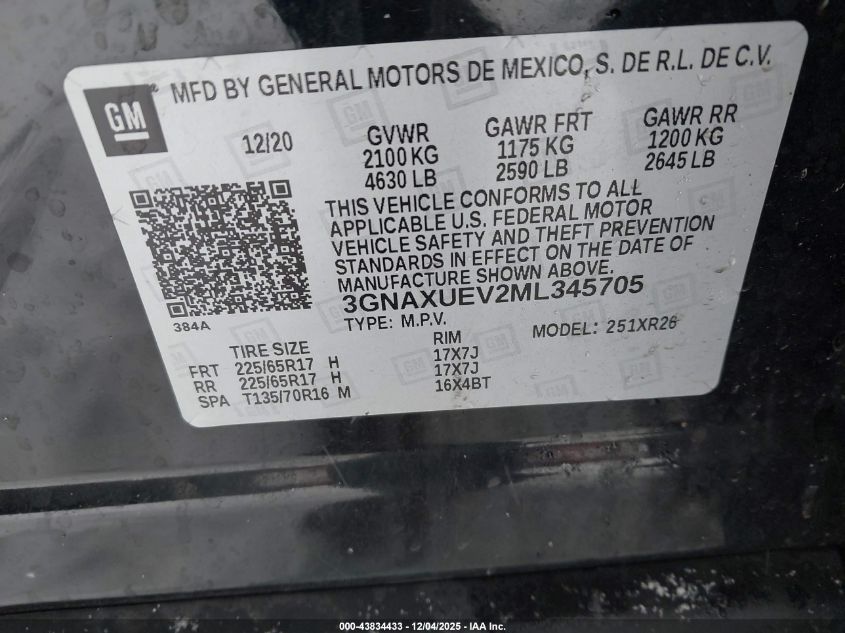 MFD BY GENERAL MOTORS DE MEXICO, S. DE R.L. DE C.V.
GM
12/20 GVWR GAWR FRT GAWR RR
2100 KG 1175 KG 1200 KG
4630 LB 2590 LB 2645 LB
THIS VEHICLE CONFORMS TO ALL
APPLICABLE U.S. FEDERAL MOTOR
VEHICLE SAFETY AND THEFT PREVENTION
STANDARDS IN EFFECT ON THE DATE OF
MANUFACTURE SHOWN ABOVE.
3GNAXUEV2ML345705
384A
TYPE: M.P.V. MODEL: 251XR26
TIRE SIZE RIM
FRT 225/65R17 H 17X7J
RR 225/65R17 H 17X7J
SPA T135/70R16 M 16X4BT
000-43834433 - 12/04/2025 - IAA Inc.